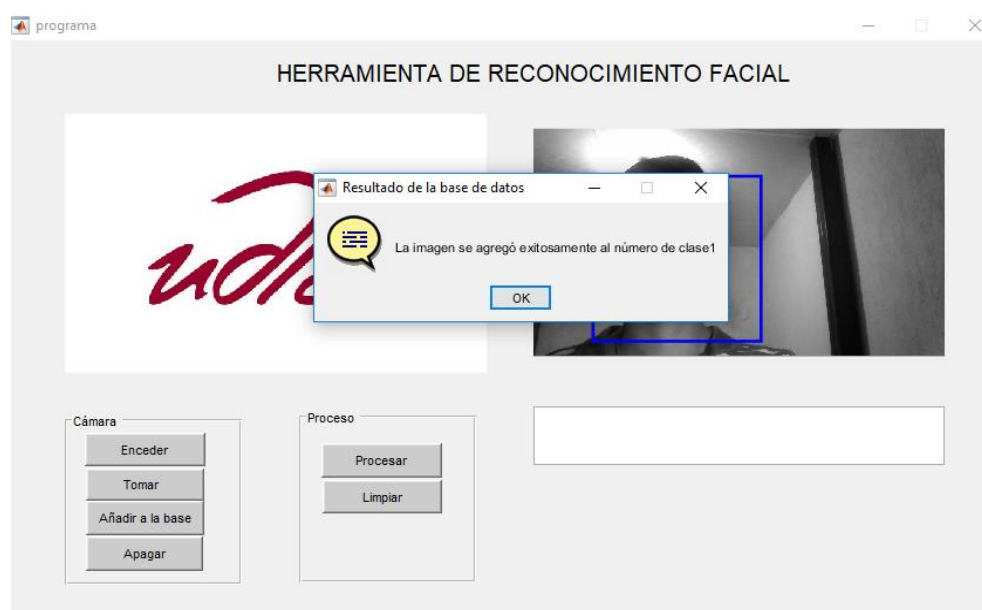 programa
HERRAMIENTA DE RECONOCIMIENTO FACIAL
Resultado de la base de datos
La imagen se agregó exitosamente al número de clase1
OK
Cámara
Enceder
Tomar
Añadir a la base
Apagar
Proceso
Procesar
Limpiar